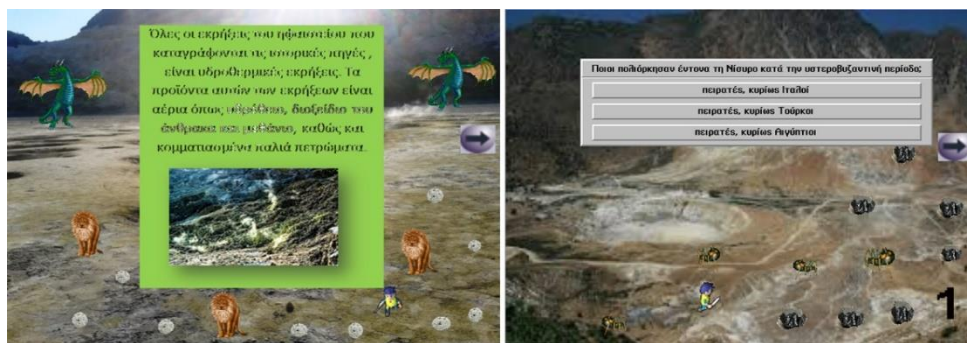 Όλες οι εκρήξεις του ηφαιστείου που
καταγράφονται τις ιστορικές πηγές ,
είναι υδροθερμικές εκρήξεις. Τα
προϊόντα αυτών των εκρήξεων είναι
αέρια όπως υδρόθειο, διοξείδιο του
άνθρακα και μεθάνιο, καθώς και
κομματιασμένα παλιά πετρώματα.
Ποιοι πολιόρκησαν έντονα τη Νίσυρο κατά την υστεροβυζαντινή περίοδο;
πειρατές, κυρίως Ιταλοί
πειρατές, κυρίως Τούρκοι
πειρατές, κυρίως Αιγύπτιοι
1